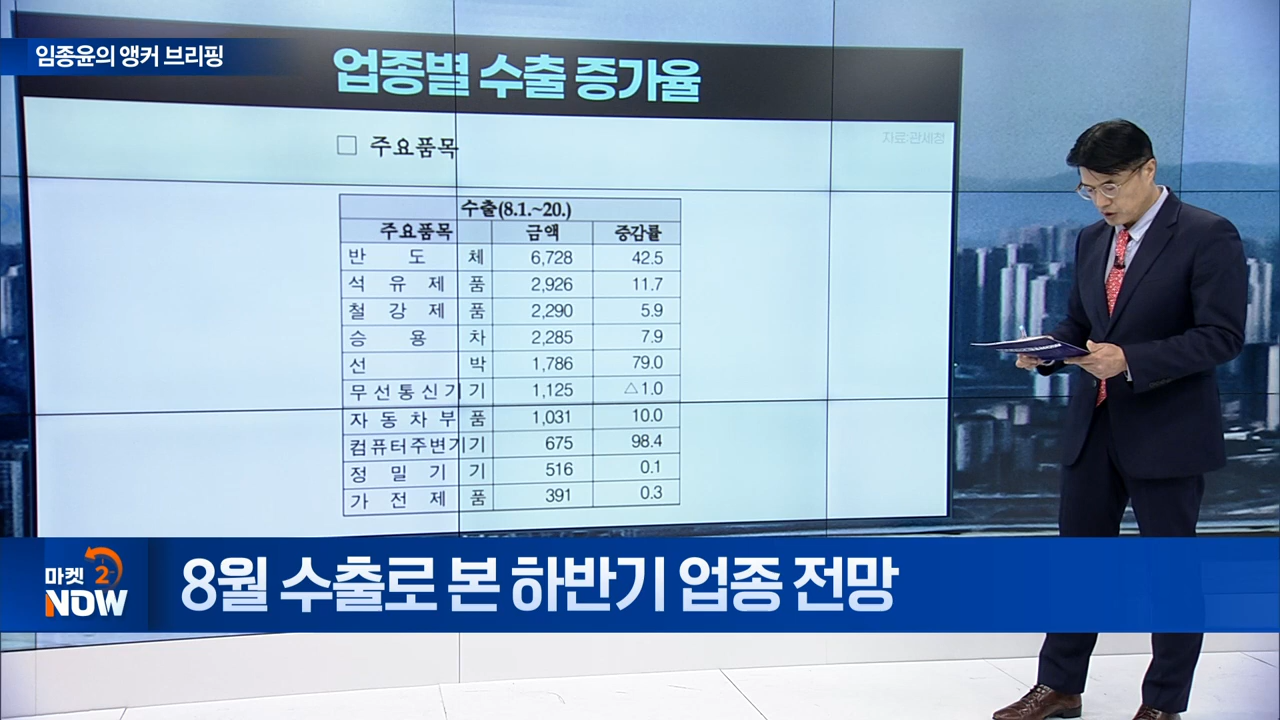 임종윤의 앵커 브리핑
업종별 수출 증가율
자료:관세청
□ 주요품목
수출(8.1.~20.)
주요품목 금액 증감률
반 도 체 6,728 42.5
석 유 제 품 2,926 11.7
철 강 제 품 2,290 5.9
승 용 차 2,285 7.9
선 박 1,786 79.0
무선통신기기 1,125 △1.0
자 동 차 부 품 1,031 10.0
컴퓨터주변기기 675 98.4
정 밀 기 기 516 0.1
가 전 제 품 391 0.3
마켓 2
NOW
8월 수출로 본 하반기 업종 전망